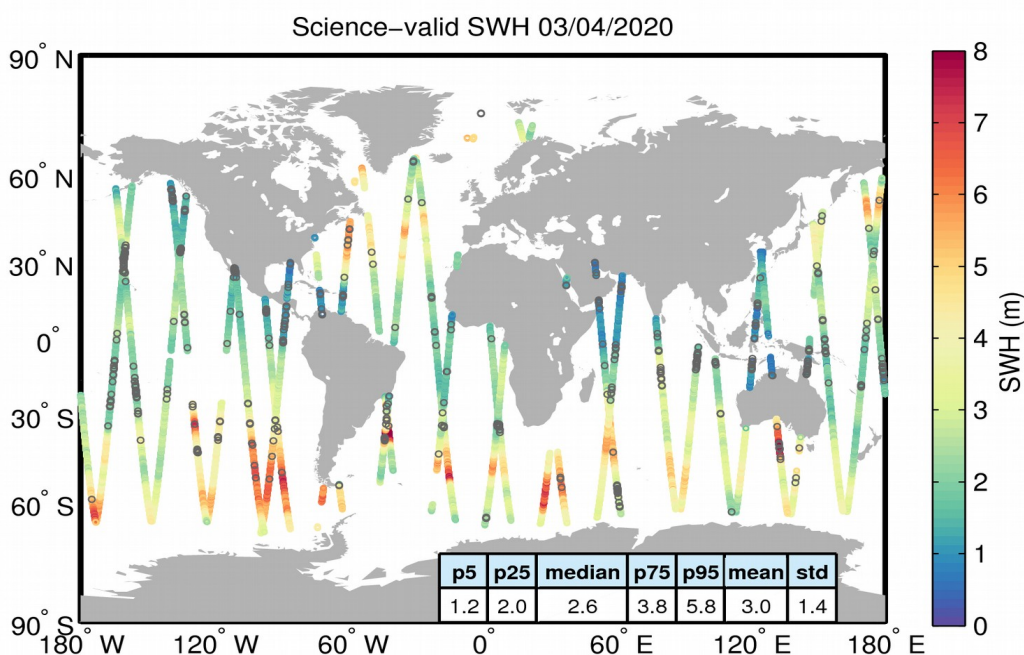 Science−valid SWH 03/04/2020
90° N
60° N
30° N
0°
30° S
60° S
90° S
180° W 120° W 60° W 0° 60° E 120° E 180° E
p5 p25 median p75 p95 mean std
1.2 2.0 2.6 3.8 5.8 3.0 1.4
8
7
6
5
4
3
2
1
0
SWH (m)